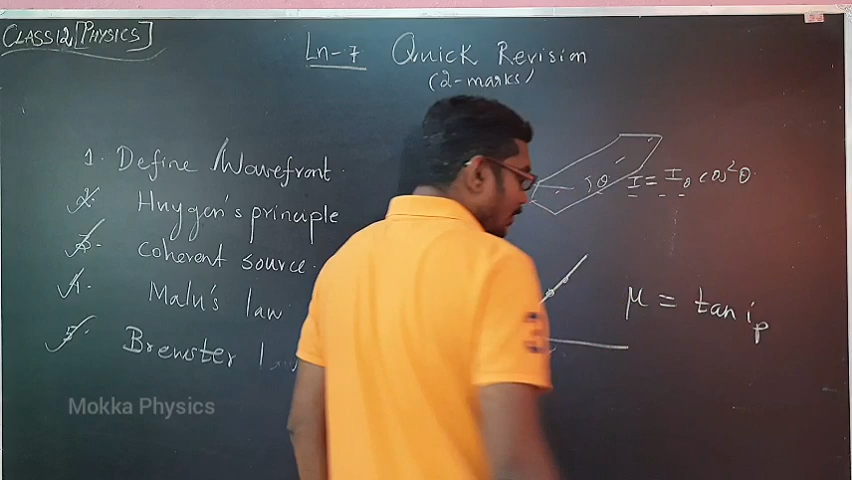 CLASS 12 [PHYSICS]
Ln-7 Quick Revision
(2-marks)
1. Define Wavefront
2. Huygen's principle
3. coherent source.
4. Malu's law
5. Brewster
θ I = I₀ cos²θ
μ = tan iₚ
Mokka Physics